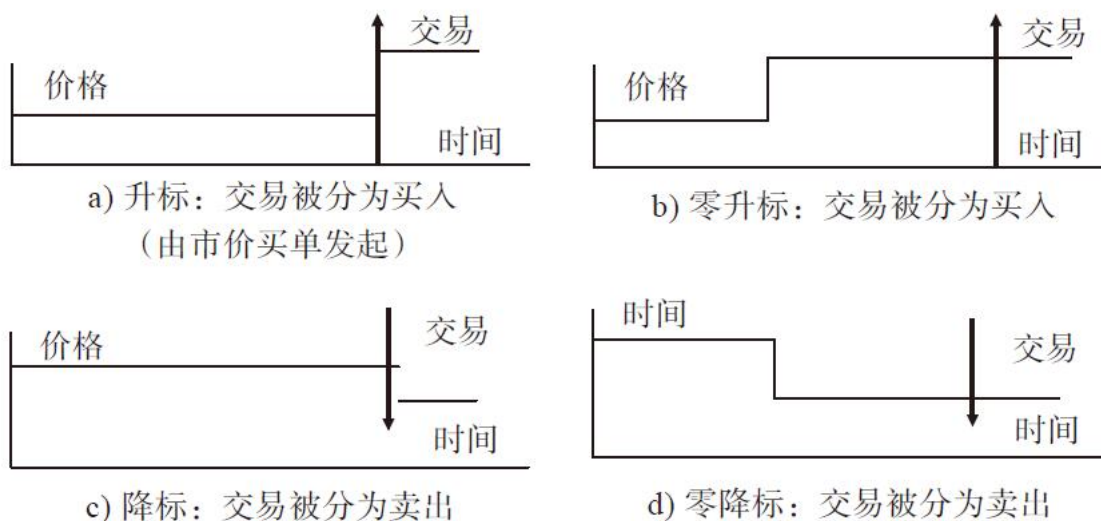 交易
价格
时间
a) 升标：交易被分为买入
（由市价买单发起）
交易
价格
时间
b) 零升标：交易被分为买入
价格
交易
时间
c) 降标：交易被分为卖出
时间
交易
时间
d) 零降标：交易被分为卖出